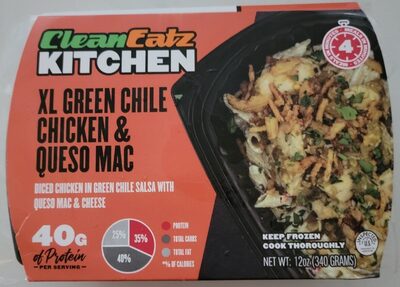 CleanEatz
KITCHEN
XL GREEN CHILE
CHICKEN &
QUESO MAC
DICED CHICKEN IN GREEN CHILE SALSA WITH
QUESO MAC & CHEESE
40G
of Protein
PER SERVING
25%
35%
40%
PROTEIN
TOTAL CARBS
TOTAL FAT
*% OF CALORIES
4
KEEP FROZEN
COOK THOROUGHLY
NET WT: 12oz (340 GRAMS)